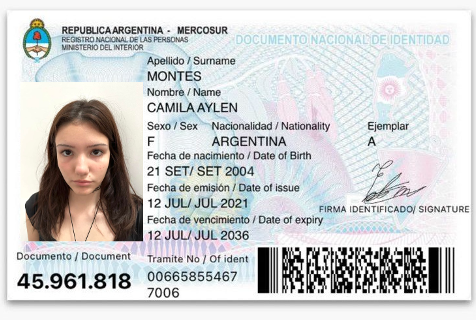 REPUBLICA ARGENTINA - MERCOSUR
REGISTRO NACIONAL DE LAS PERSONAS
MINISTERIO DEL INTERIOR
DOCUMENTO NACIONAL DE IDENTIDAD
Apellido / Surname
MONTES
Nombre / Name
CAMILA AYLEN
Sexo / Sex Nacionalidad / Nationality Ejemplar
F ARGENTINA A
Fecha de nacimiento / Date of Birth
21 SET/ SET 2004
Fecha de emisión / Date of issue
12 JUL/ JUL 2021
FIRMA IDENTIFICADO/ SIGNATURE
Fecha de vencimiento / Date of expiry
12 JUL/ JUL 2036
Documento / Document
45.961.818
Tramite No / Of ident
00665855467
7006